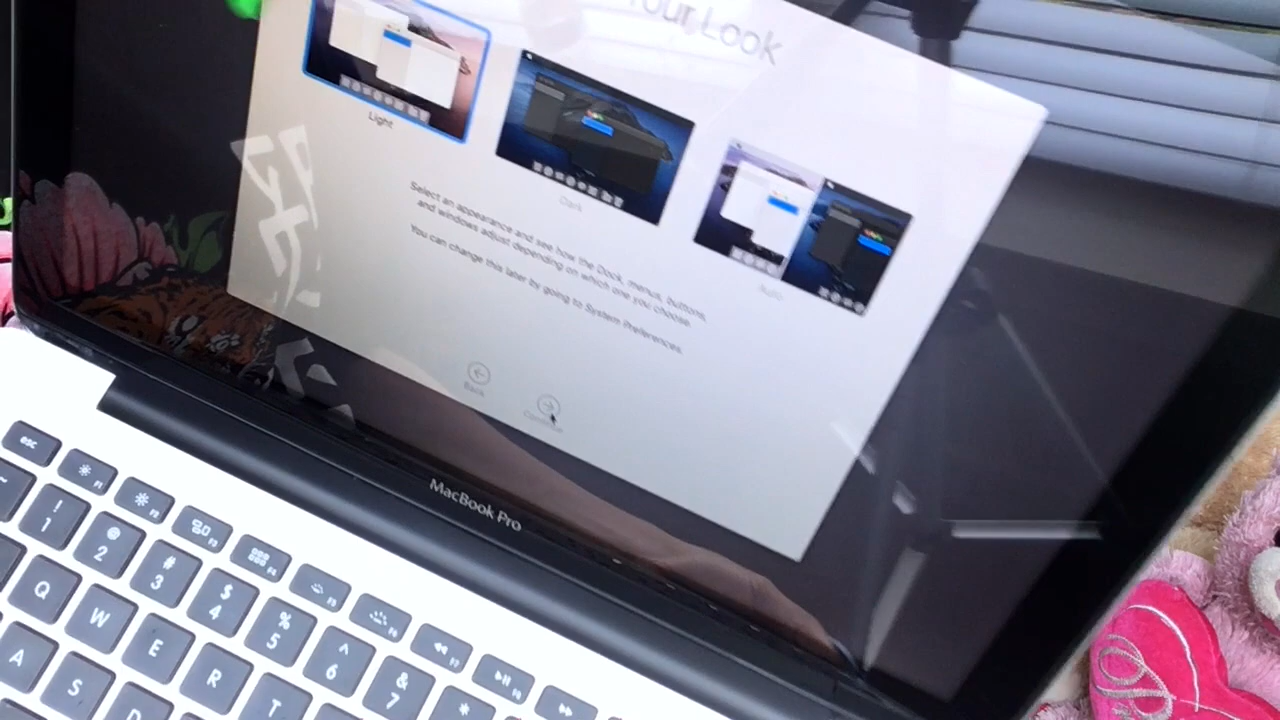 Your Look
Light
Dark
Auto
Select an appearance and see how the Dock, menus, buttons,
and windows adjust depending on which one you choose.
You can change this later by going to System Preferences.
Back
Continue
MacBook Pro
esc
F1
F2
F3
F4
F5
F6
F7
F8
~
! 1
@ 2
# 3
$ 4
% 5
^ 6
& 7
*
Q W E R T
A S D